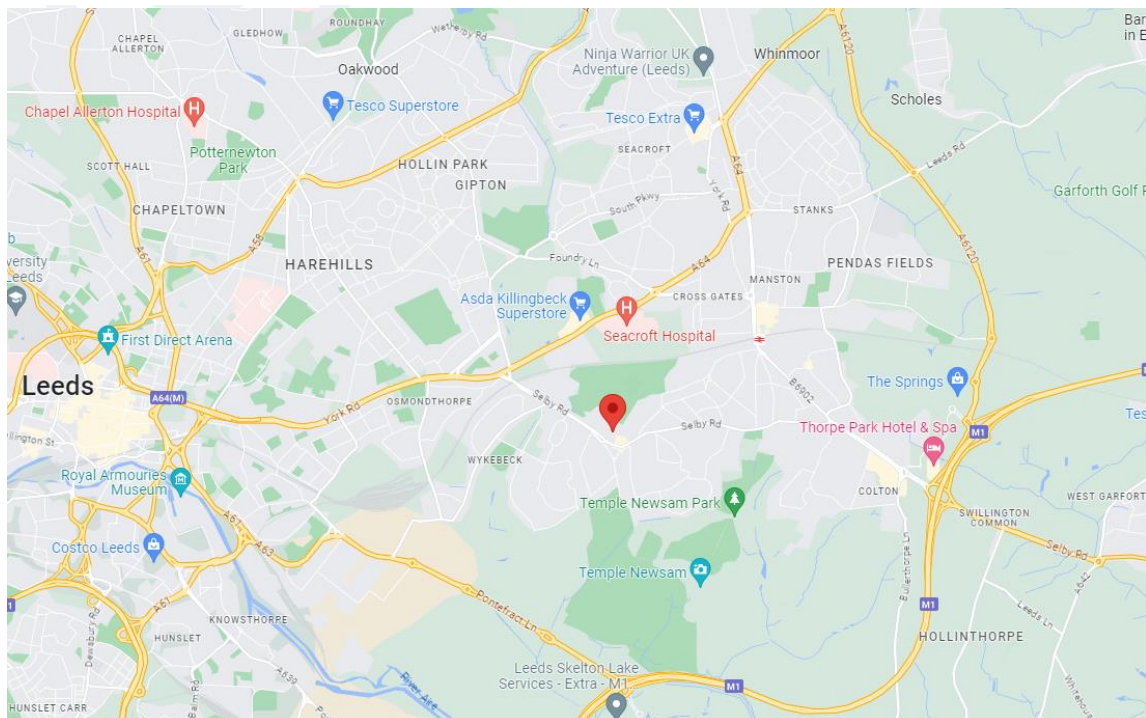 CHAPEL
ALLERTON
GLEDHOW
ROUNDHAY
Wetherby Rd
Oakwood
Ninja Warrior UK
Adventure (Leeds)
Whinmoor
A6120
Bar
in E
Chapel Allerton Hospital
Tesco Superstore
Tesco Extra
Scholes
SEACROFT
Potternewton
Park
SCOTT HALL
HOLLIN PARK
GIPTON
A64
York Rd
Leeds Rd
Garforth Golf
CHAPELTOWN
South Pkwy
STANKS
A61
A58
A6120
versity
Leeds
HAREHILLS
Foundry Ln
A64
MANSTON
PENDAS FIELDS
Asda Killingbeck
Superstore
CROSS GATES
Seacroft Hospital
First Direct Arena
Leeds
A64(M)
York Rd
OSMONDTHORPE
Selby Rd
B6902
The Springs
Tes
Selby Rd
Thorpe Park Hotel & Spa
M1
llington St.
WYKEBECK
Royal Armouries
Museum
Temple Newsam Park
COLTON
WEST GARFORT
SWILLINGTON
COMMON
A61
A63
Costco Leeds
Selby Rd
Temple Newsam
Bullerthorpe Ln
A642
Pontefract Ln
M1
Leeds Ln
Dewsbury Rd
A61
KNOWSTHORPE
HUNSLET
HOLLINTHORPE
A639
Leeds Skelton Lake
Services - Extra - M1
M1
River Aire
Balm Rd
Whitehouse
HUNSLET CARR